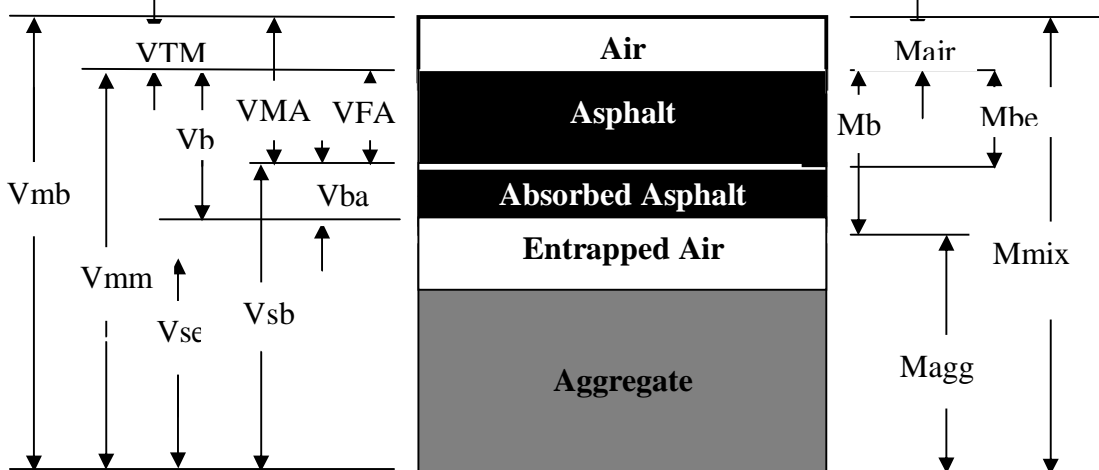 Air
VTM
Mair
VMA
VFA
Asphalt
Mb
Mbe
Vb
Vmb
Vba
Absorbed Asphalt
Entrapped Air
Mmix
Vmm
Vse
Vsb
Magg
Aggregate